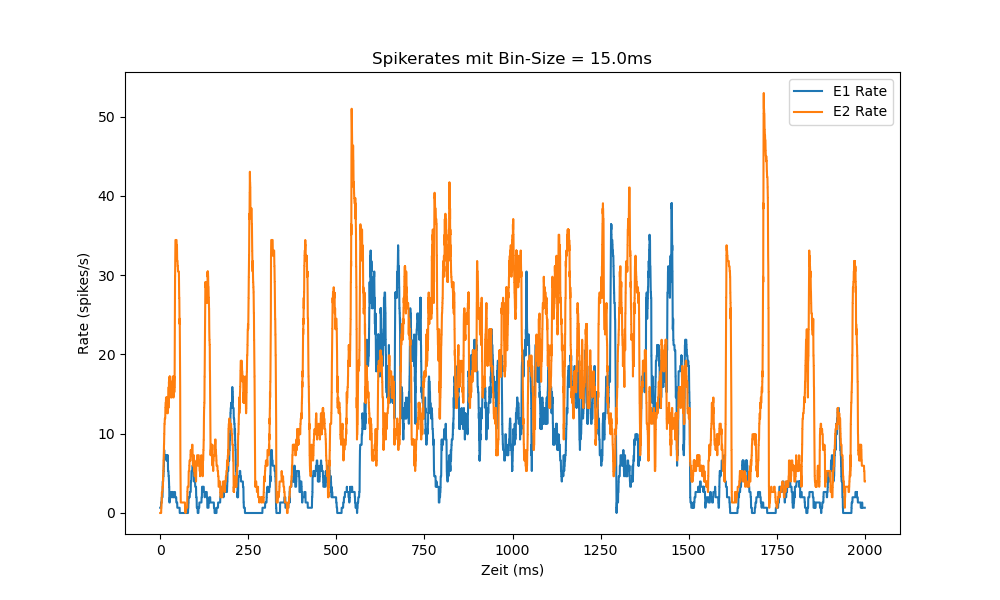 Spikerates mit Bin-Size = 15.0ms
E1 Rate
E2 Rate
50
40
30
20
10
0
Rate (spikes/s)
0 250 500 750 1000 1250 1500 1750 2000
Zeit (ms)